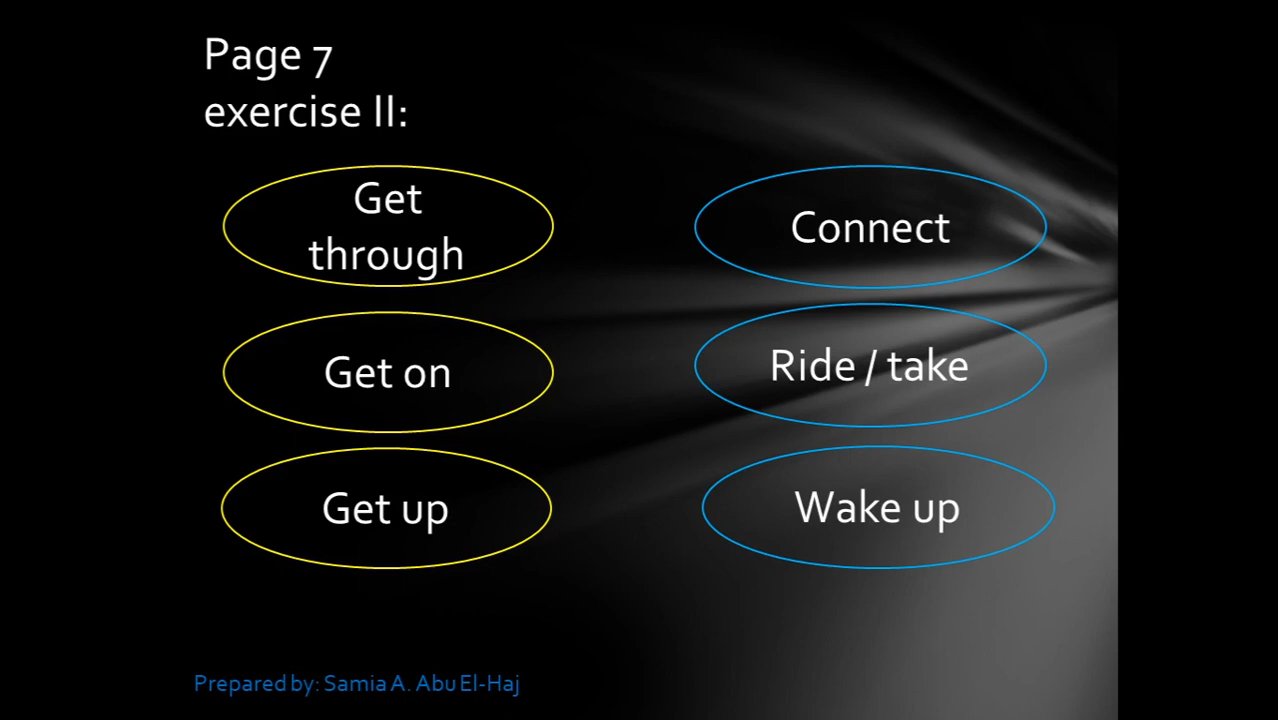 Page 7
exercise II:
Get
through
Connect
Get on
Ride / take
Get up
Wake up
Prepared by: Samia A. Abu El-Haj